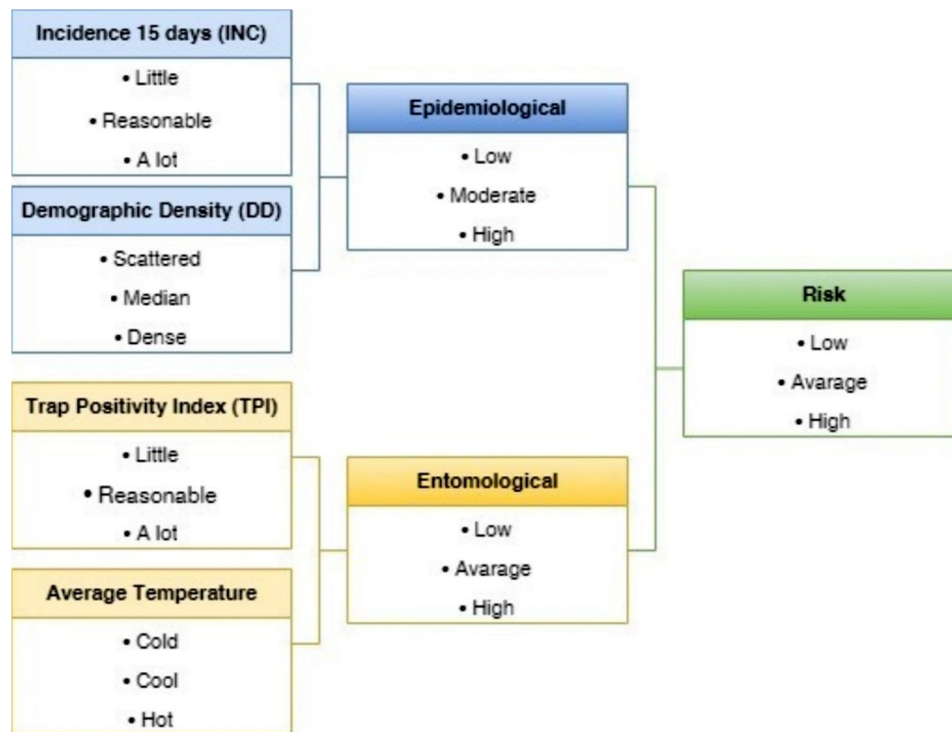 Incidence 15 days (INC)
• Little
• Reasonable
• A lot
Demographic Density (DD)
• Scattered
• Median
• Dense
Trap Positivity Index (TPI)
• Little
• Reasonable
• A lot
Average Temperature
• Cold
• Cool
• Hot
Epidemiological
• Low
• Moderate
• High
Entomological
• Low
• Avarage
• High
Risk
• Low
• Avarage
• High